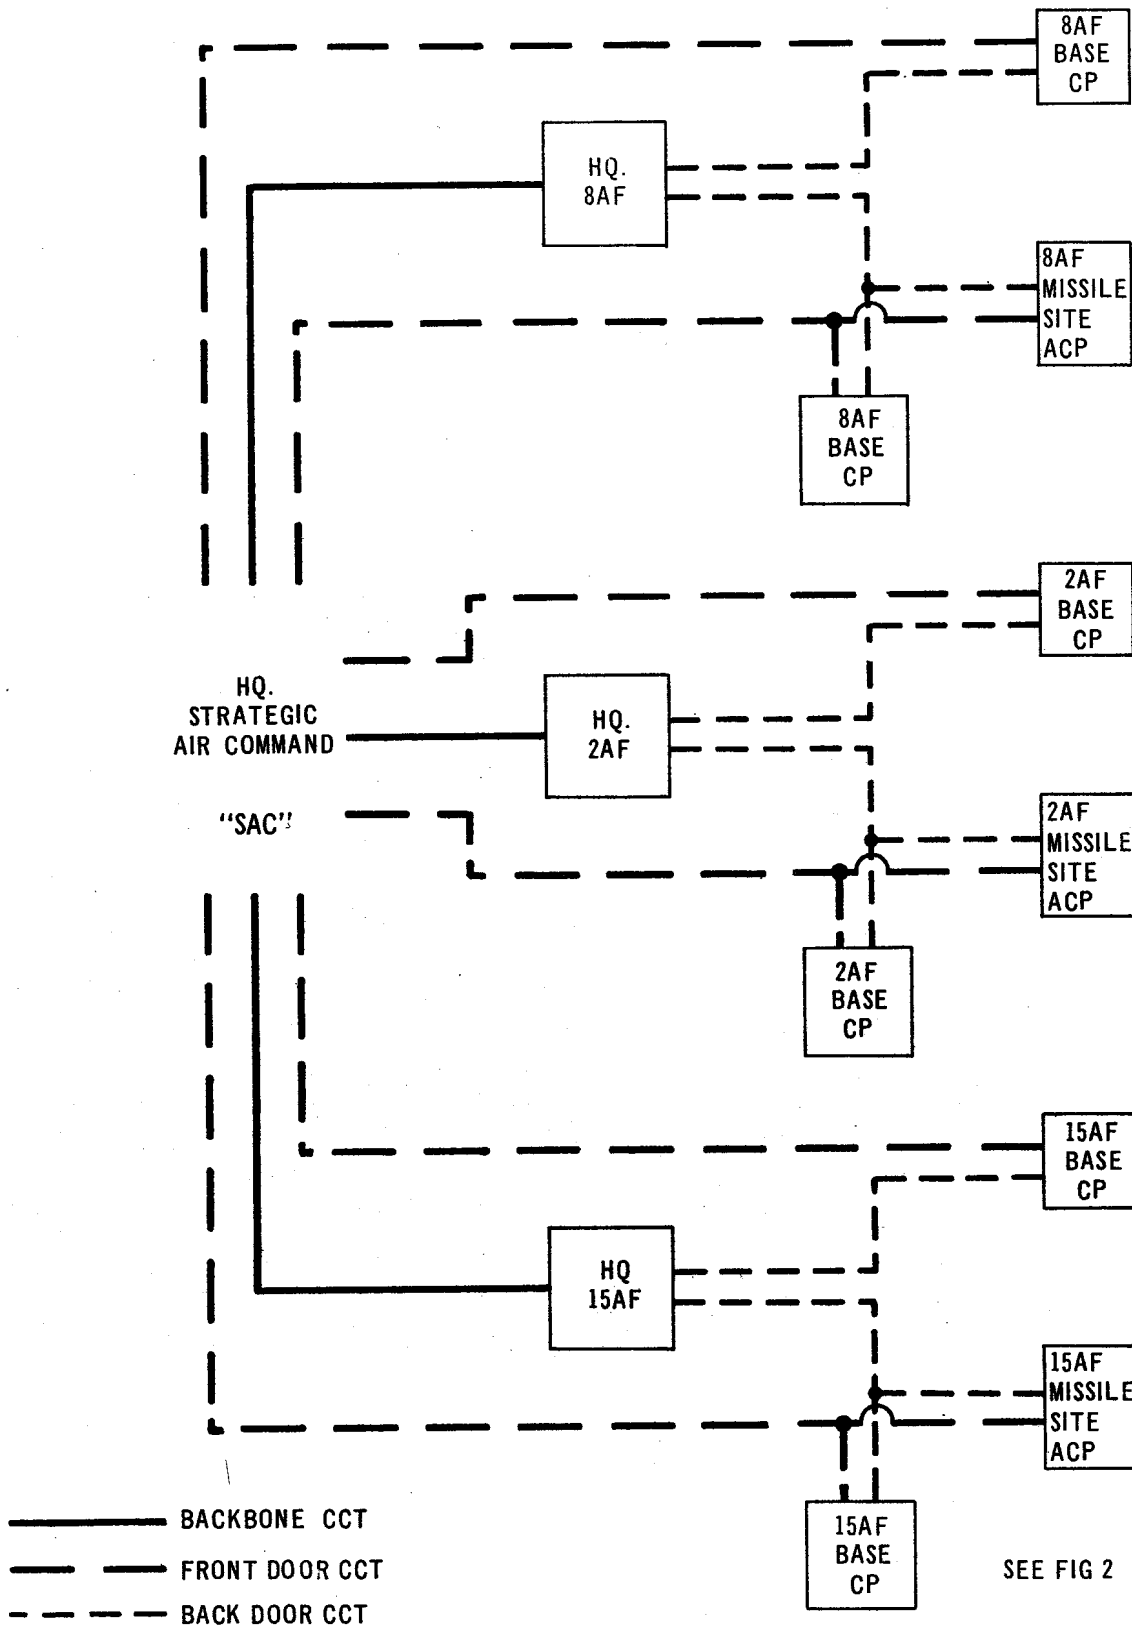 8AF
BASE
CP
HQ.
8AF
8AF
MISSILE
SITE
ACP
8AF
BASE
CP
2AF
BASE
CP
HQ.
STRATEGIC
AIR COMMAND
"SAC"
HQ.
2AF
2AF
MISSILE
SITE
ACP
2AF
BASE
CP
15AF
BASE
CP
HQ
15AF
15AF
MISSILE
SITE
ACP
15AF
BASE
CP
BACKBONE CCT
FRONT DOOR CCT
BACK DOOR CCT
SEE FIG 2